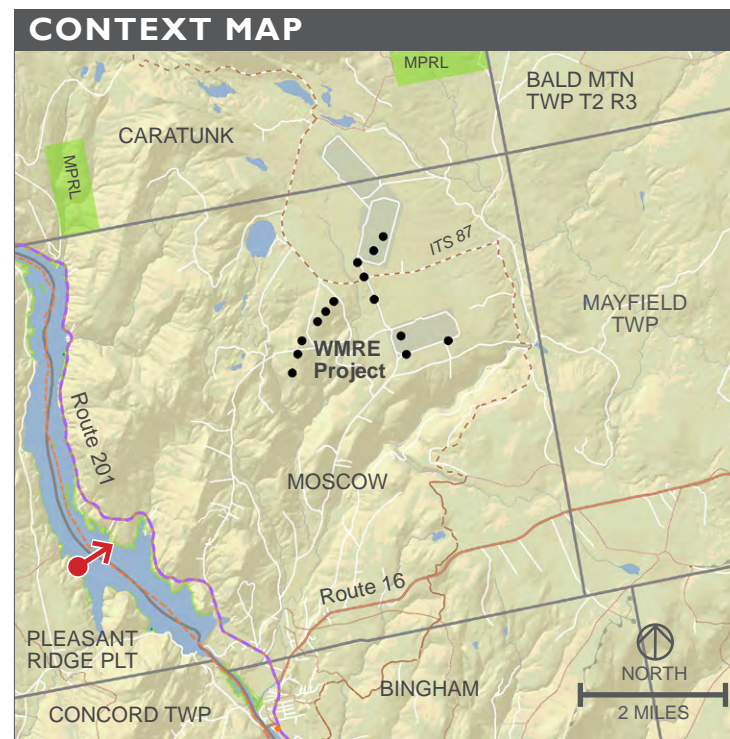 CONTEXT MAP
MPRL
BALD MTN
TWP T2 R3
CARATUNK
MPRL
ITS 87
MAYFIELD
TWP
WMRE
Project
Route 201
MOSCOW
Route 16
PLEASANT
RIDGE PLT
NORTH
BINGHAM
CONCORD TWP
2 MILES